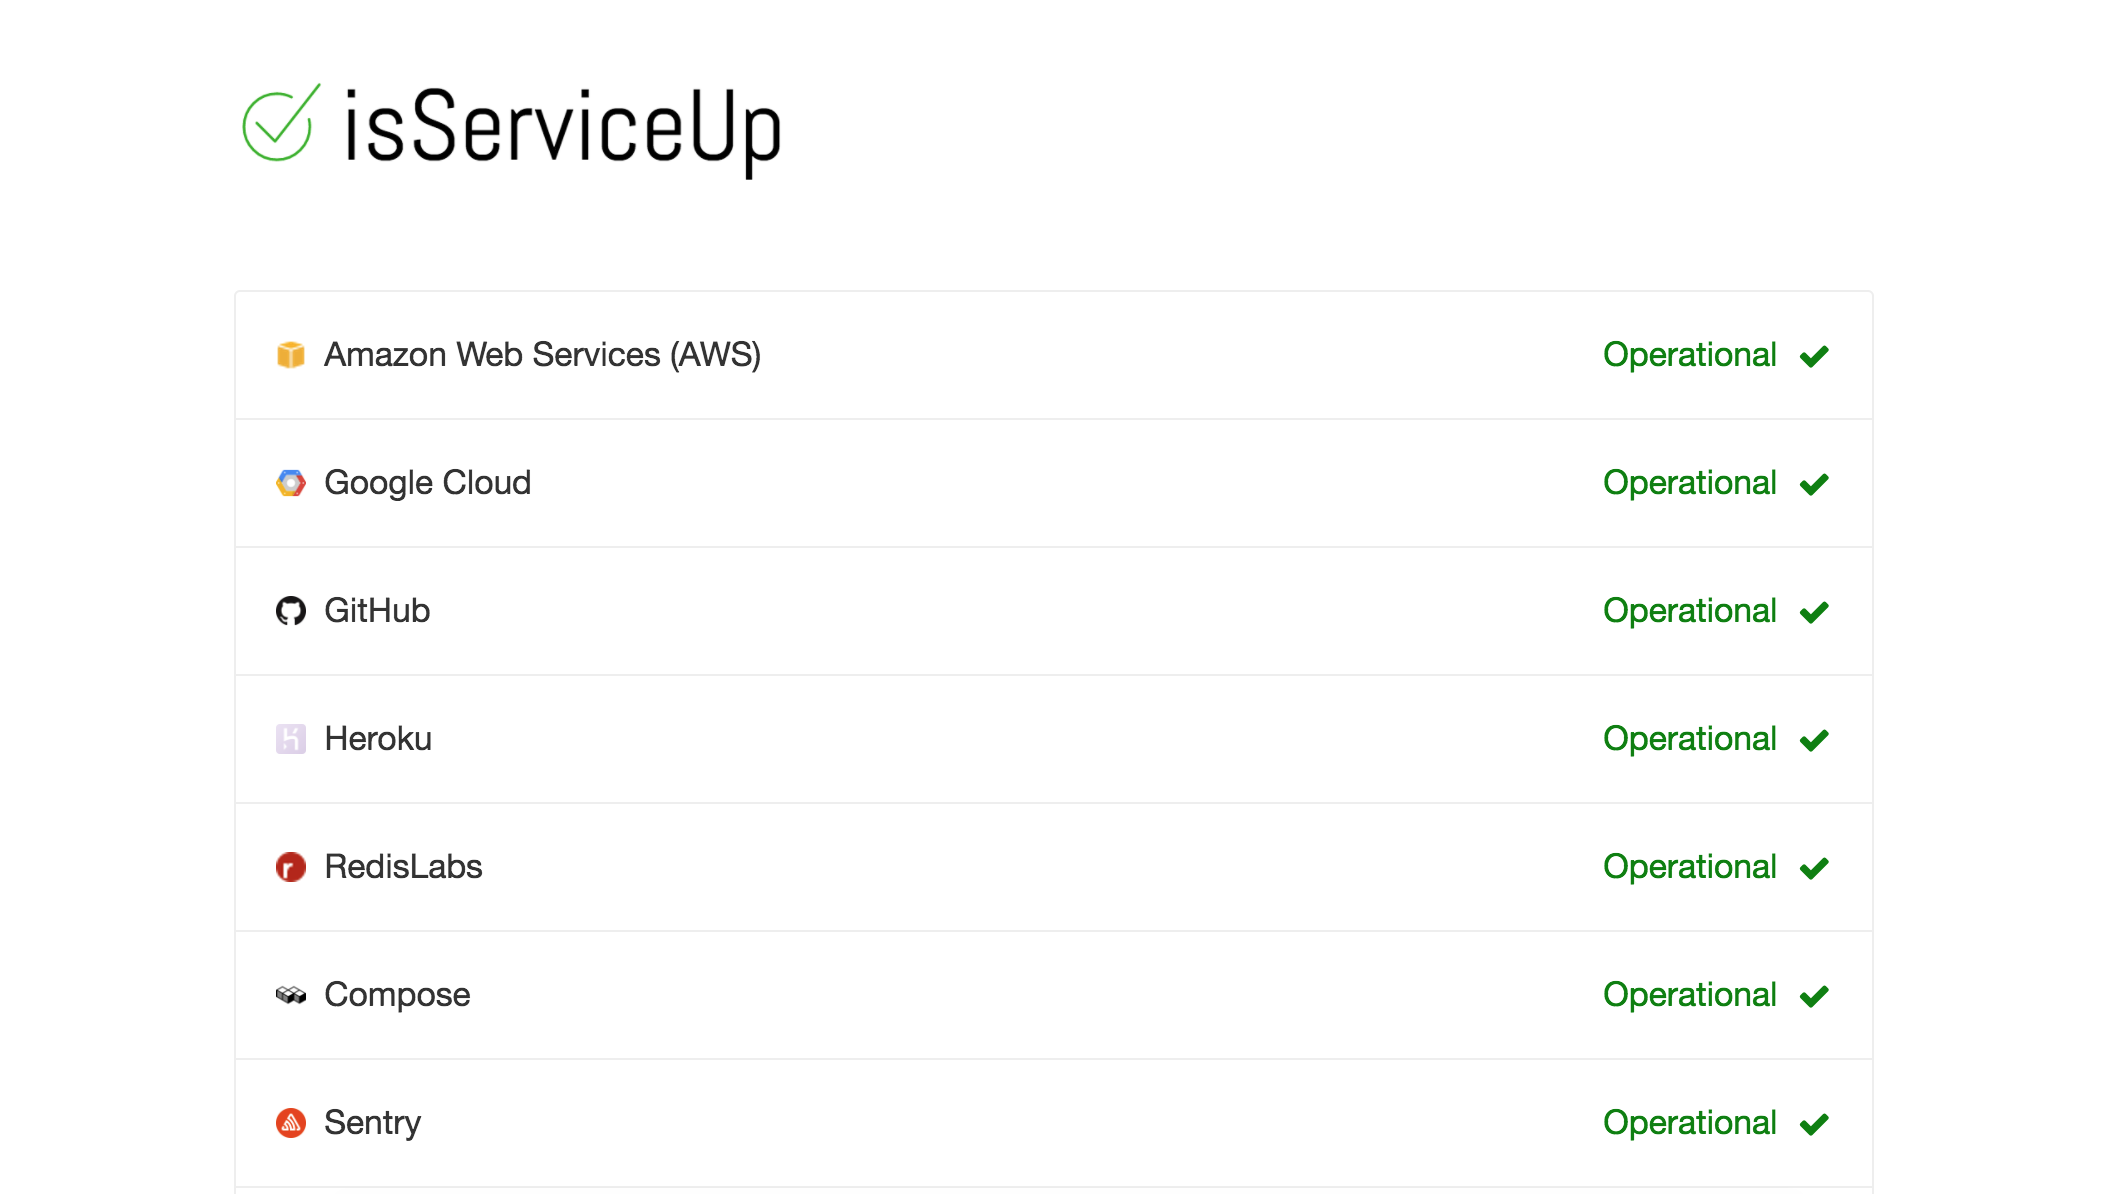 isServiceUp
Amazon Web Services (AWS) Operational
Google Cloud Operational
GitHub Operational
Heroku Operational
RedisLabs Operational
Compose Operational
Sentry Operational